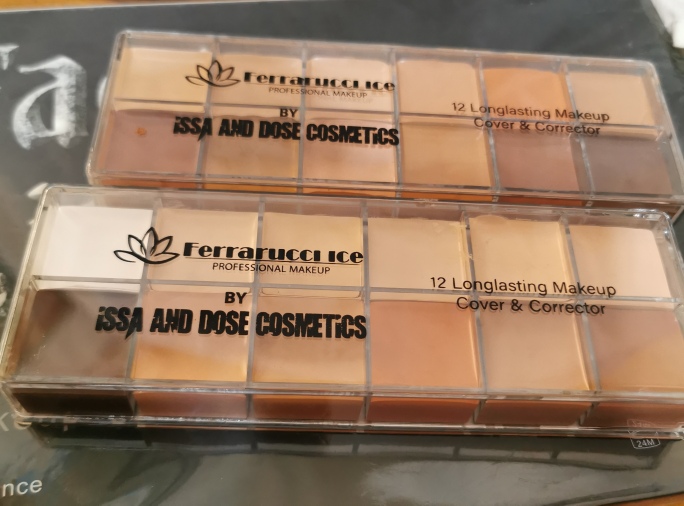 Ferrarucci ice
PROFESSIONAL MAKEUP
BY
iSSA AND DOSE COSMETiCS
12 Longlasting Makeup
Cover & Corrector
Ferrarucci ice
PROFESSIONAL MAKEUP
BY
iSSA AND DOSE COSMETiCS
12 Longlasting Makeup
Cover & Corrector
24M
nce